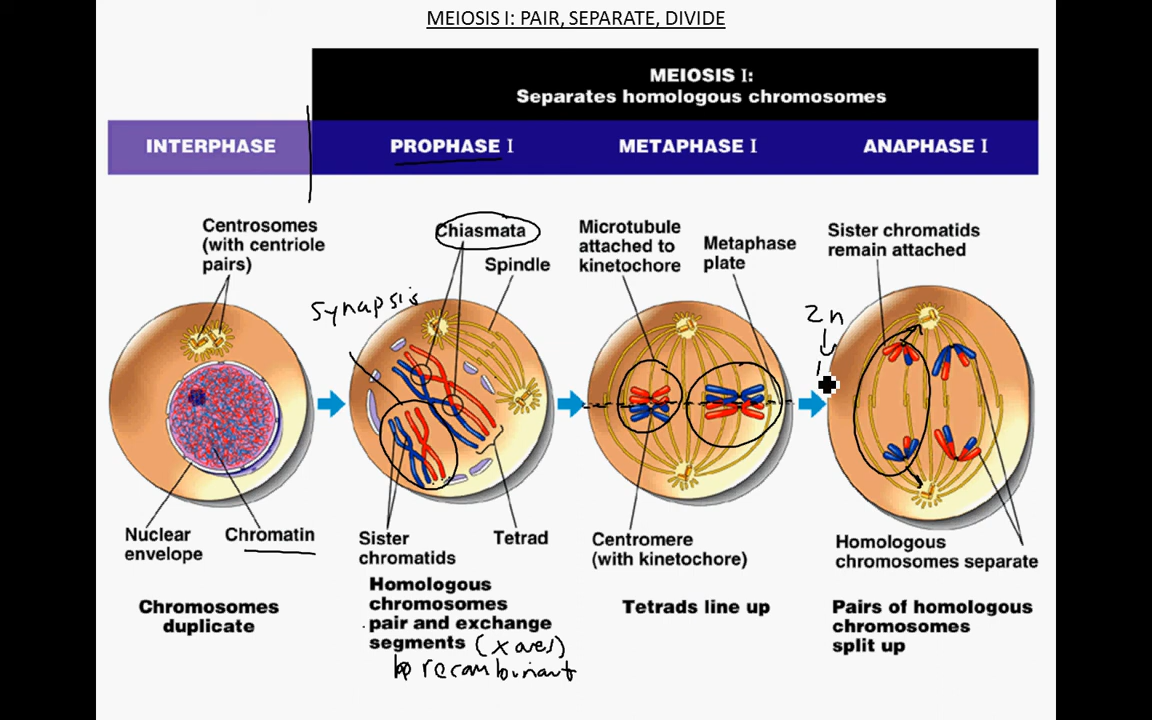 MEIOSIS I: PAIR, SEPARATE, DIVIDE
MEIOSIS I:
Separates homologous chromosomes
INTERPHASE
PROPHASE I
METAPHASE I
ANAPHASE I
Centrosomes
(with centriole
pairs)
Chiasmata
Spindle
Microtubule
attached to
kinetochore
Metaphase
plate
Sister chromatids
remain attached
synapsis
2n
Nuclear
envelope
Chromatin
Sister
chromatids
Tetrad
Centromere
(with kinetochore)
Homologous
chromosomes separate
Chromosomes
duplicate
Homologous
chromosomes
pair and exchange
segments (x over)
recombinant
Tetrads line up
Pairs of homologous
chromosomes
split up